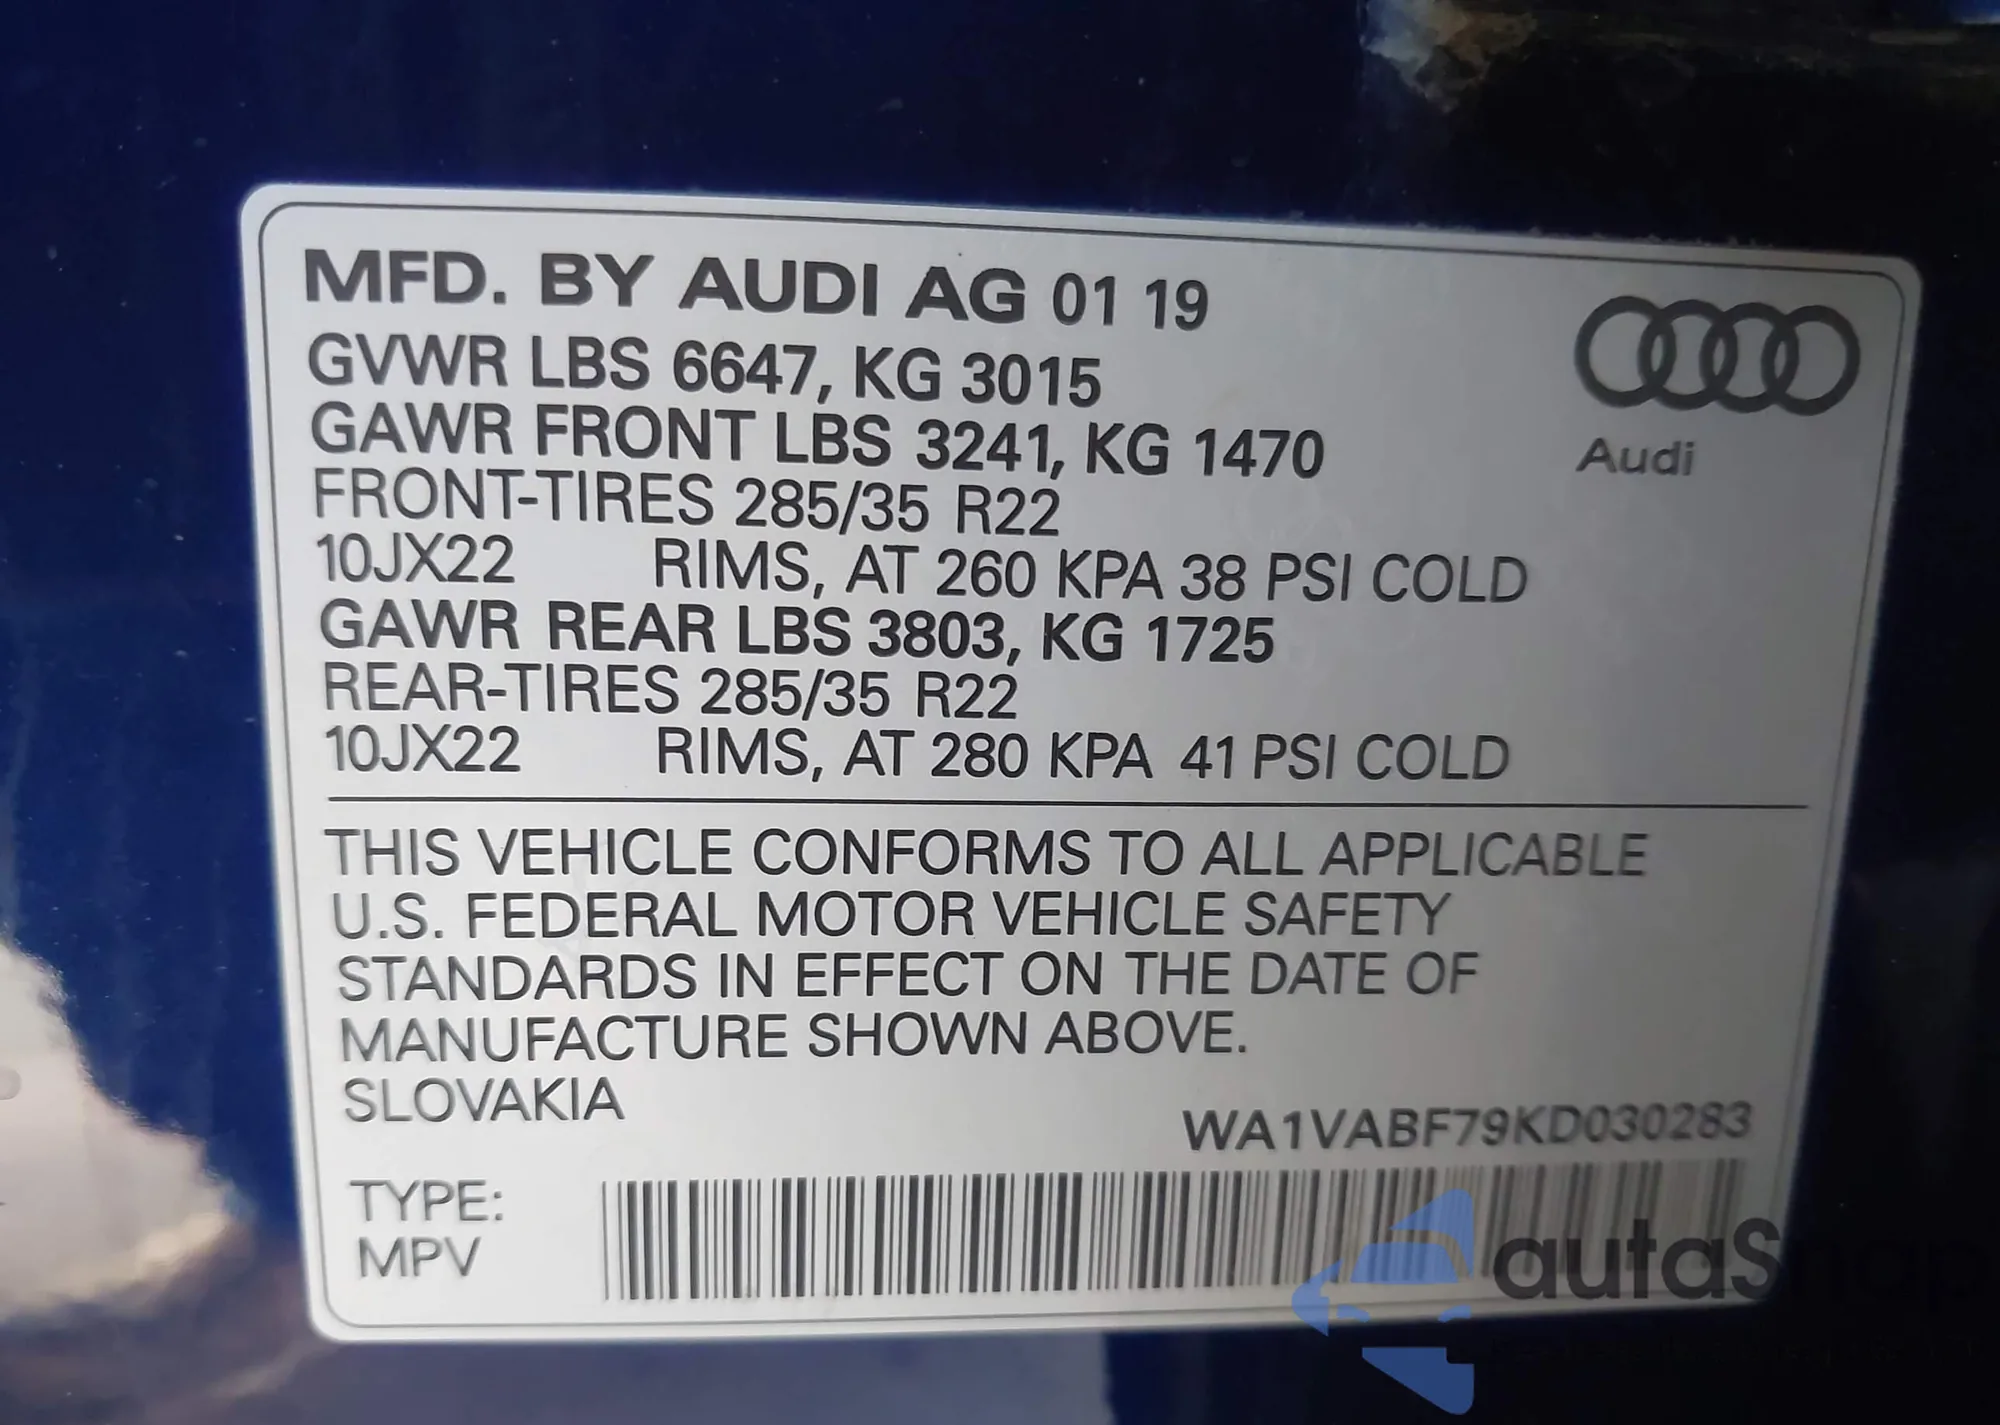 MFD. BY AUDI AG 01 19
GVWR LBS 6647, KG 3015
GAWR FRONT LBS 3241, KG 1470
FRONT-TIRES 285/35 R22
10JX22 RIMS, AT 260 KPA 38 PSI COLD
GAWR REAR LBS 3803, KG 1725
REAR-TIRES 285/35 R22
10JX22 RIMS, AT 280 KPA 41 PSI COLD
Audi
THIS VEHICLE CONFORMS TO ALL APPLICABLE
U.S. FEDERAL MOTOR VEHICLE SAFETY
STANDARDS IN EFFECT ON THE DATE OF
MANUFACTURE SHOWN ABOVE.
SLOVAKIA
WA1VABF79KD030283
TYPE:
MPV
autaSnap